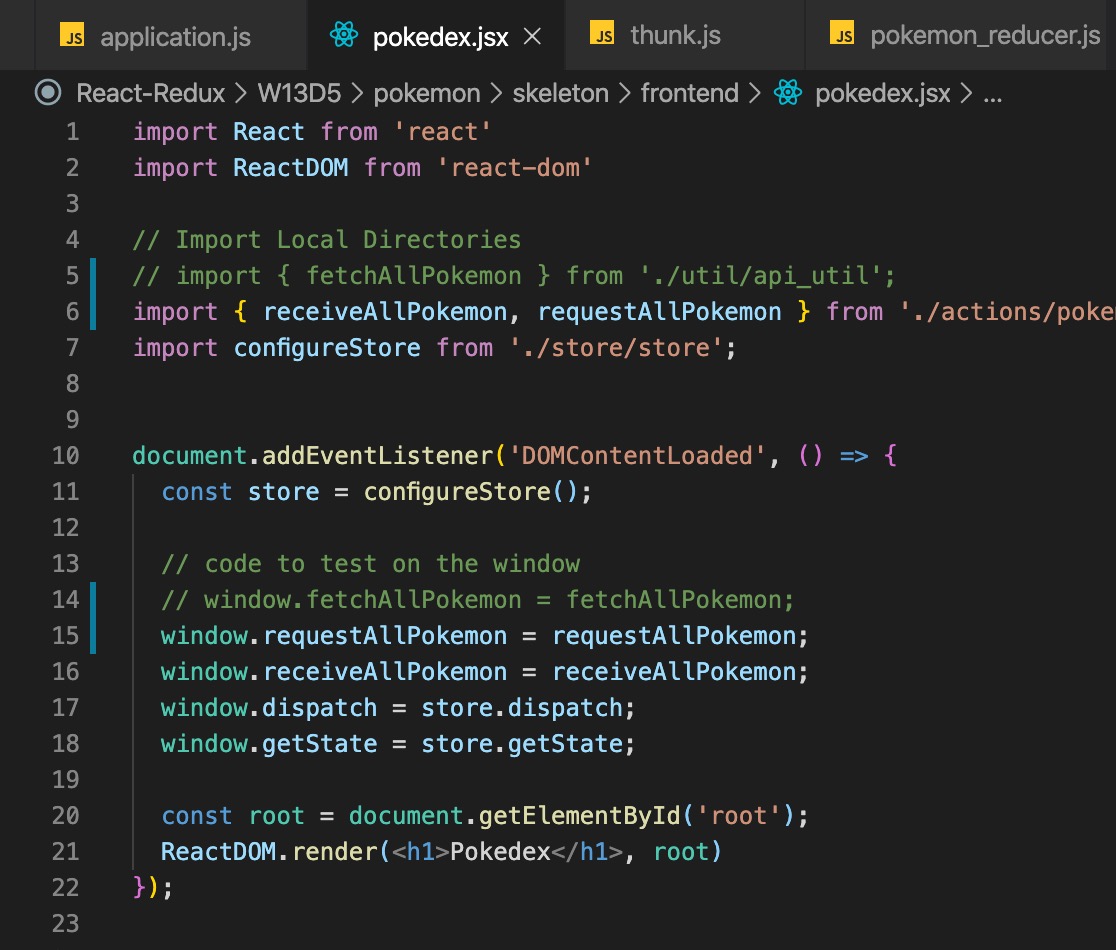 JS application.js pokedex.jsx JS thunk.js JS pokemon_reducer.js
React-Redux > W13D5 > pokemon > skeleton > frontend > pokedex.jsx > ...
1 import React from 'react'
2 import ReactDOM from 'react-dom'
3
4 // Import Local Directories
5 // import { fetchAllPokemon } from './util/api_util';
6 import { receiveAllPokemon, requestAllPokemon } from './actions/poke
7 import configureStore from './store/store';
8
9
10 document.addEventListener('DOMContentLoaded', () => {
11 const store = configureStore();
12
13 // code to test on the window
14 // window.fetchAllPokemon = fetchAllPokemon;
15 window.requestAllPokemon = requestAllPokemon;
16 window.receiveAllPokemon = receiveAllPokemon;
17 window.dispatch = store.dispatch;
18 window.getState = store.getState;
19
20 const root = document.getElementById('root');
21 ReactDOM.render(<h1>Pokedex</h1>, root)
22 });
23